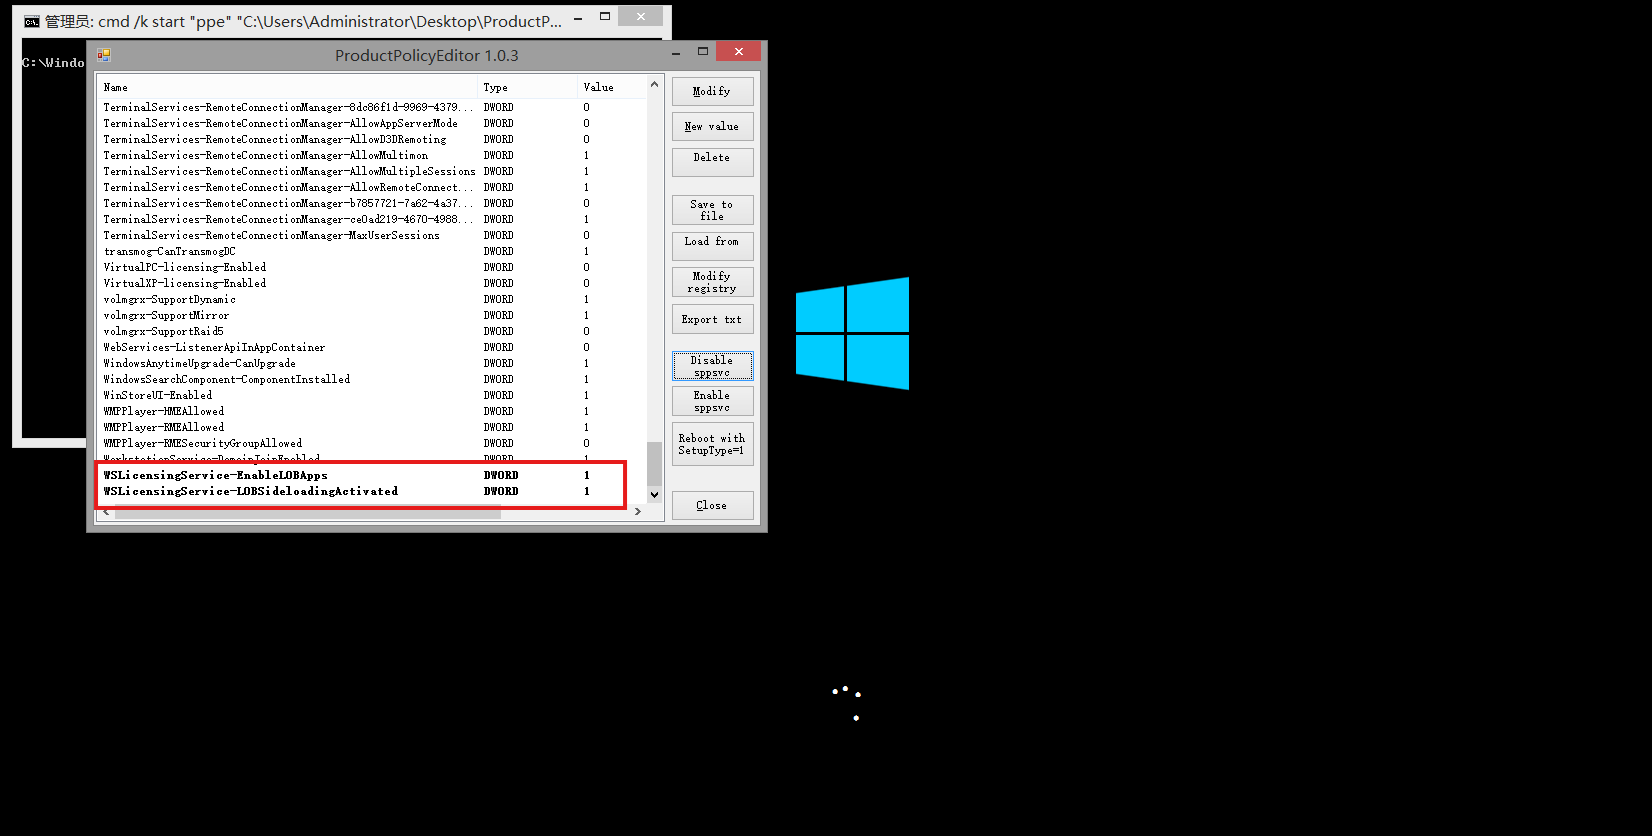 管理员: cmd /k start "ppe" "C:\Users\Administrator\Desktop\ProductP...
C:\Windo
ProductPolicyEditor 1.0.3
Name Type Value
TerminalServices-RemoteConnectionManager-8dc86f1d-9969-4379... DWORD 0
TerminalServices-RemoteConnectionManager-AllowAppServerMode DWORD 0
TerminalServices-RemoteConnectionManager-AllowD3DRemoting DWORD 0
TerminalServices-RemoteConnectionManager-AllowMultimon DWORD 1
TerminalServices-RemoteConnectionManager-AllowMultipleSessions DWORD 1
TerminalServices-RemoteConnectionManager-AllowRemoteConnect... DWORD 1
TerminalServices-RemoteConnectionManager-b7857721-7a62-4a37... DWORD 0
TerminalServices-RemoteConnectionManager-ce0ad219-4670-4988... DWORD 1
TerminalServices-RemoteConnectionManager-MaxUserSessions DWORD 0
transmog-CanTransmogDC DWORD 1
VirtualPC-licensing-Enabled DWORD 0
VirtualXP-licensing-Enabled DWORD 0
volmgrx-SupportDynamic DWORD 1
volmgrx-SupportMirror DWORD 1
volmgrx-SupportRaid5 DWORD 0
WebServices-ListenerApiInAppContainer DWORD 0
WindowsAnytimeUpgrade-CanUpgrade DWORD 1
WindowsSearchComponent-ComponentInstalled DWORD 1
WinStoreUI-Enabled DWORD 1
WMPPlayer-HMEAllowed DWORD 1
WMPPlayer-RMEAllowed DWORD 1
WMPPlayer-RMESecurityGroupAllowed DWORD 0
WorkstationService-DomainJoinEnabled DWORD 1
WSLicensingService-EnableLOBApps DWORD 1
WSLicensingService-LOBSideloadingActivated DWORD 1
Modify
New value
Delete
Save to
file
Load from
Modify
registry
Export txt
Disable
sppsvc
Enable
sppsvc
Reboot with
SetupType=1
Close